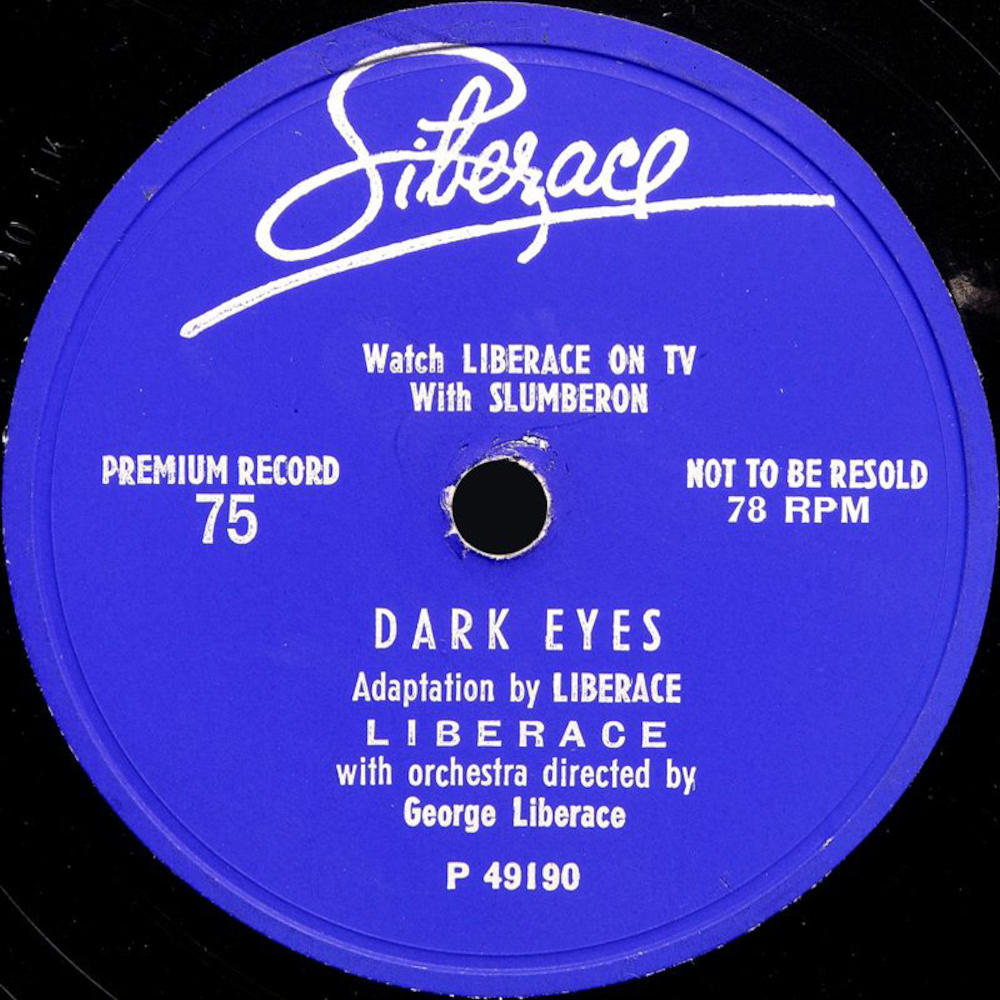 Liberace
Watch LIBERACE ON TV
With SLUMBERON
PREMIUM RECORD
75
NOT TO BE RESOLD
78 RPM
DARK EYES
Adaptation by LIBERACE
LIBERACE
with orchestra directed by
George Liberace
P 49190